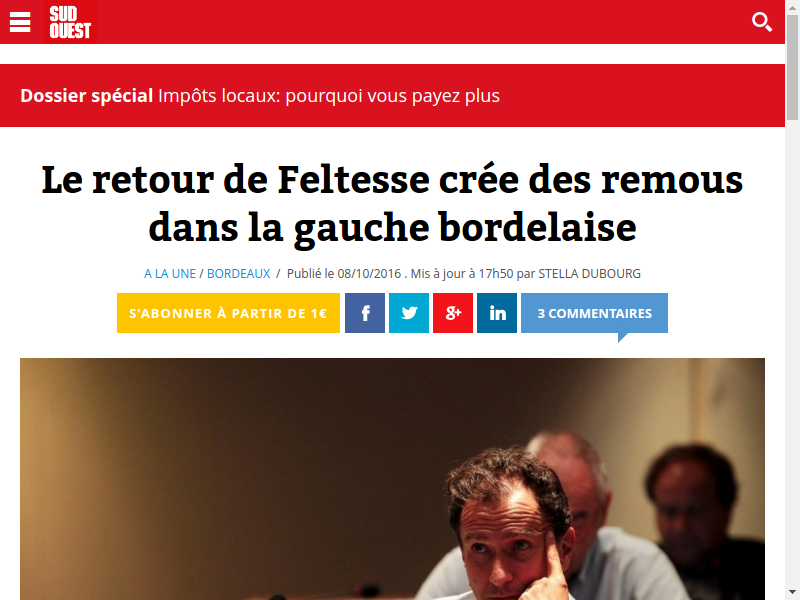 SUD
OUEST
Dossier spécial Impôts locaux: pourquoi vous payez plus
Le retour de Feltesse crée des remous
dans la gauche bordelaise
A LA UNE / BORDEAUX / Publié le 08/10/2016 . Mis à jour à 17h50 par STELLA DUBOURG
S'ABONNER À PARTIR DE 1€
f
g+
in
3 COMMENTAIRES